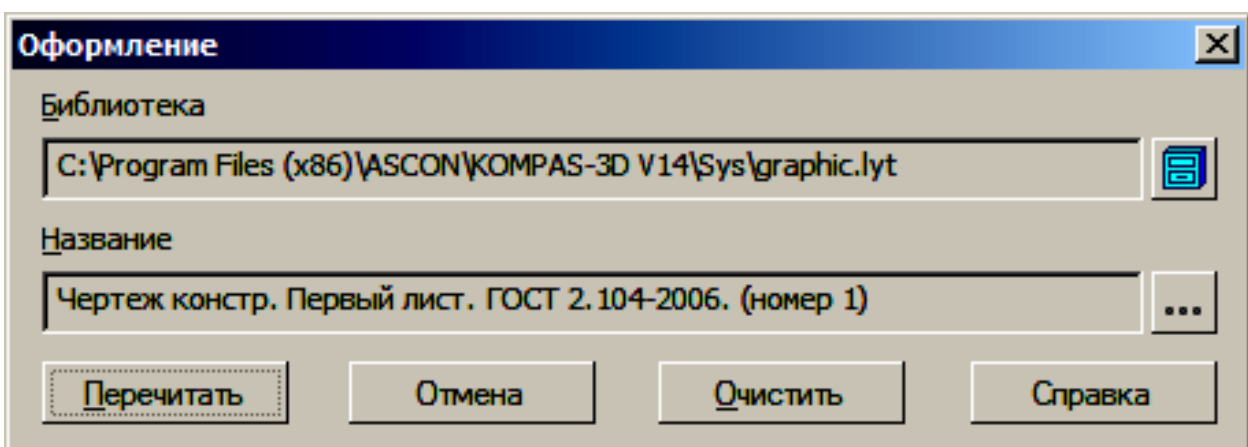 Оформление
Библиотека
C:\Program Files (x86)\ASCON\KOMPAS-3D V14\Sys\graphic.lyt
Название
Чертеж констр. Первый лист. ГОСТ 2.104-2006. (номер 1)
...
Перечитать Отмена Очистить Справка